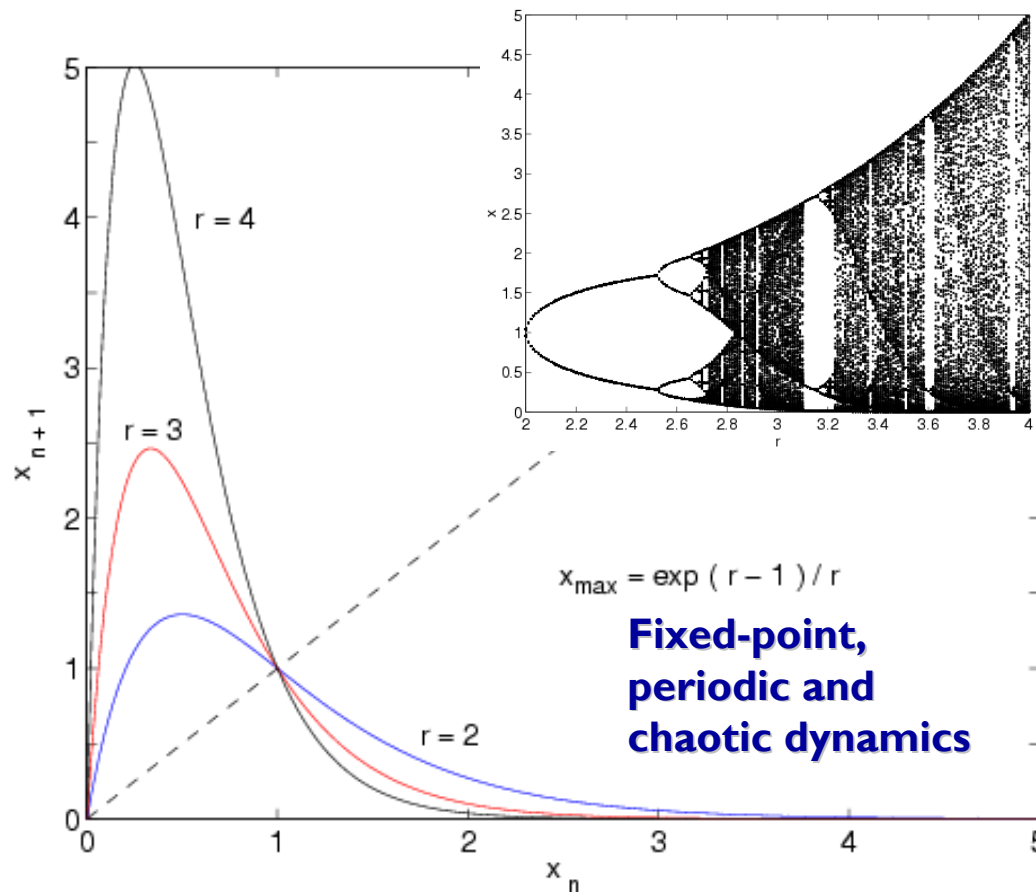 5
4.5
4
3.5
3
2.5
2
1.5
1
0.5
0
x
2 2.2 2.4 2.6 2.8 3 3.2 3.4 3.6 3.8 4
r
5
4
3
2
1
0
x n + 1
r = 4
r = 3
r = 2
x max = exp ( r − 1 ) / r
Fixed-point,
periodic and
chaotic dynamics
0 1 2 3 4 5
x n